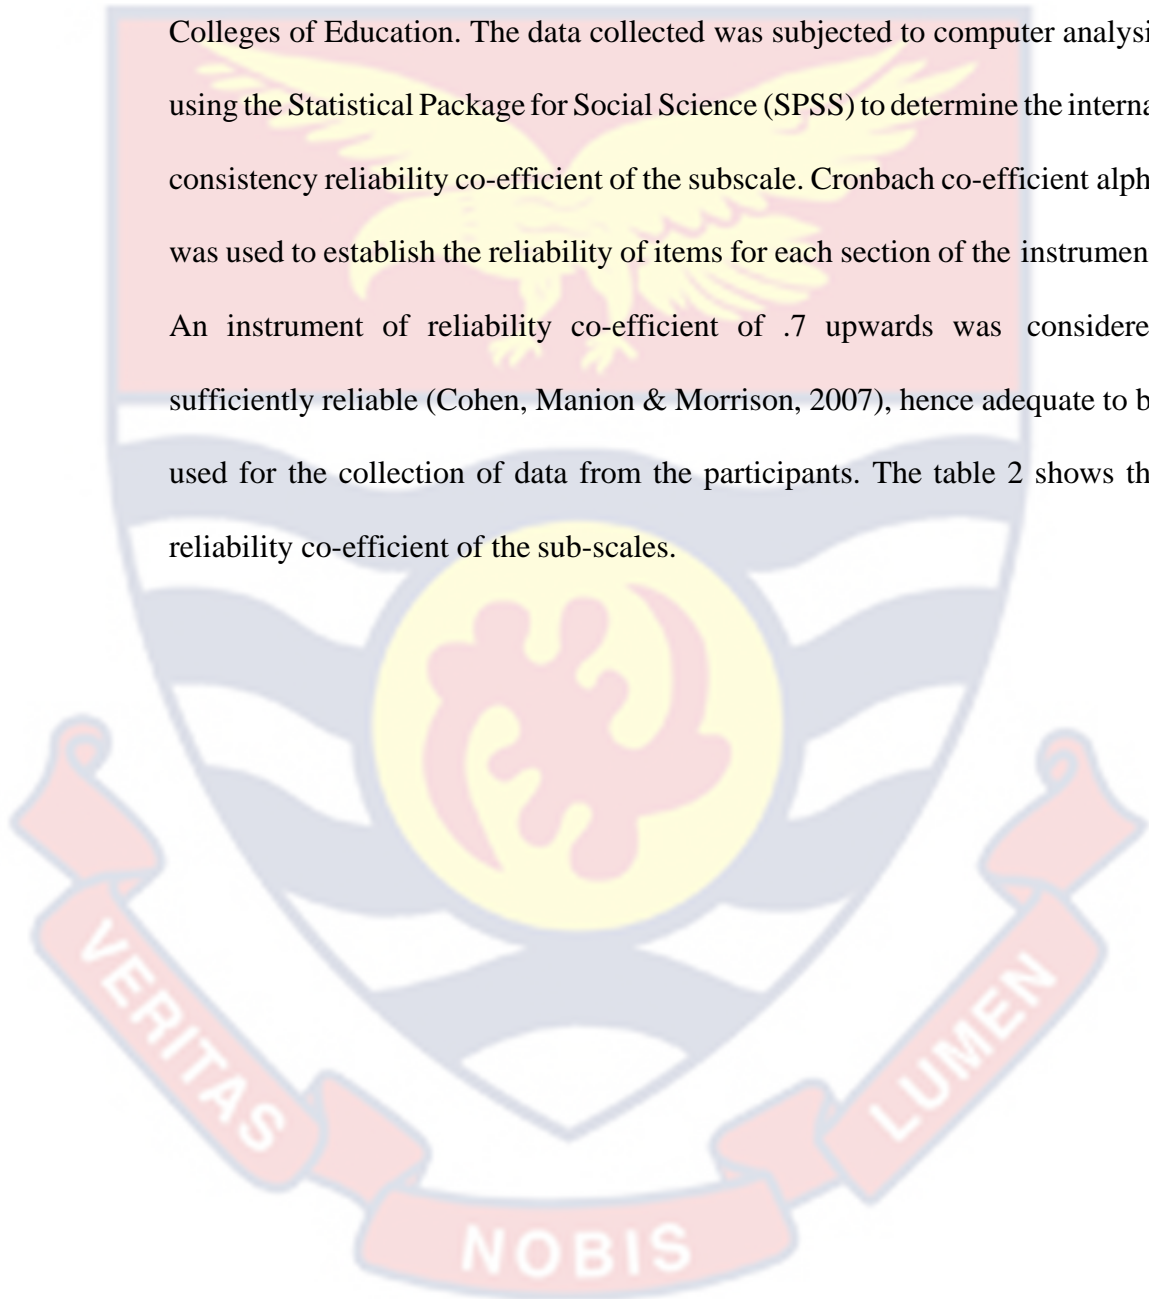 Colleges of Education. The data collected was subjected to computer analysi
using the Statistical Package for Social Science (SPSS) to determine the interna
consistency reliability co-efficient of the subscale. Cronbach co-efficient alph
was used to establish the reliability of items for each section of the instrumen
An instrument of reliability co-efficient of .7 upwards was considere
sufficiently reliable (Cohen, Manion & Morrison, 2007), hence adequate to b
used for the collection of data from the participants. The table 2 shows th
reliability co-efficient of the sub-scales.
VERITAS
NOBIS
LUMEN